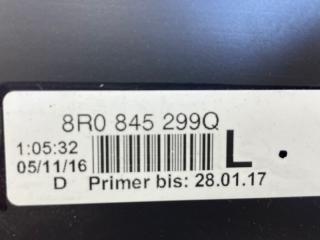 8R0 845 299Q
1:05:32
05/11/16
L
D Primer bis: 28.01.17